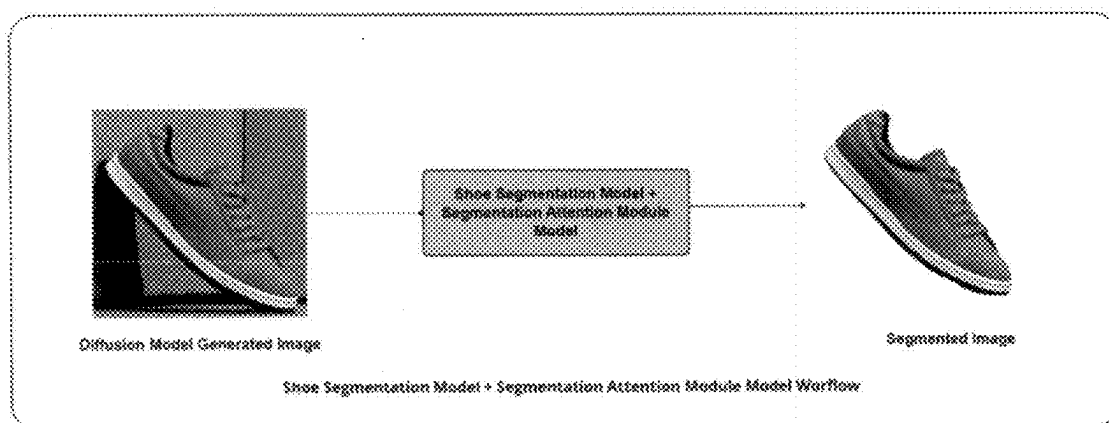 Shoe Segmentation Model +
Segmentation Attention Module
Model
Diffusion Model Generated Image
Segmented Image
Shoe Segmentation Model + Segmentation Attention Module Model Worflow